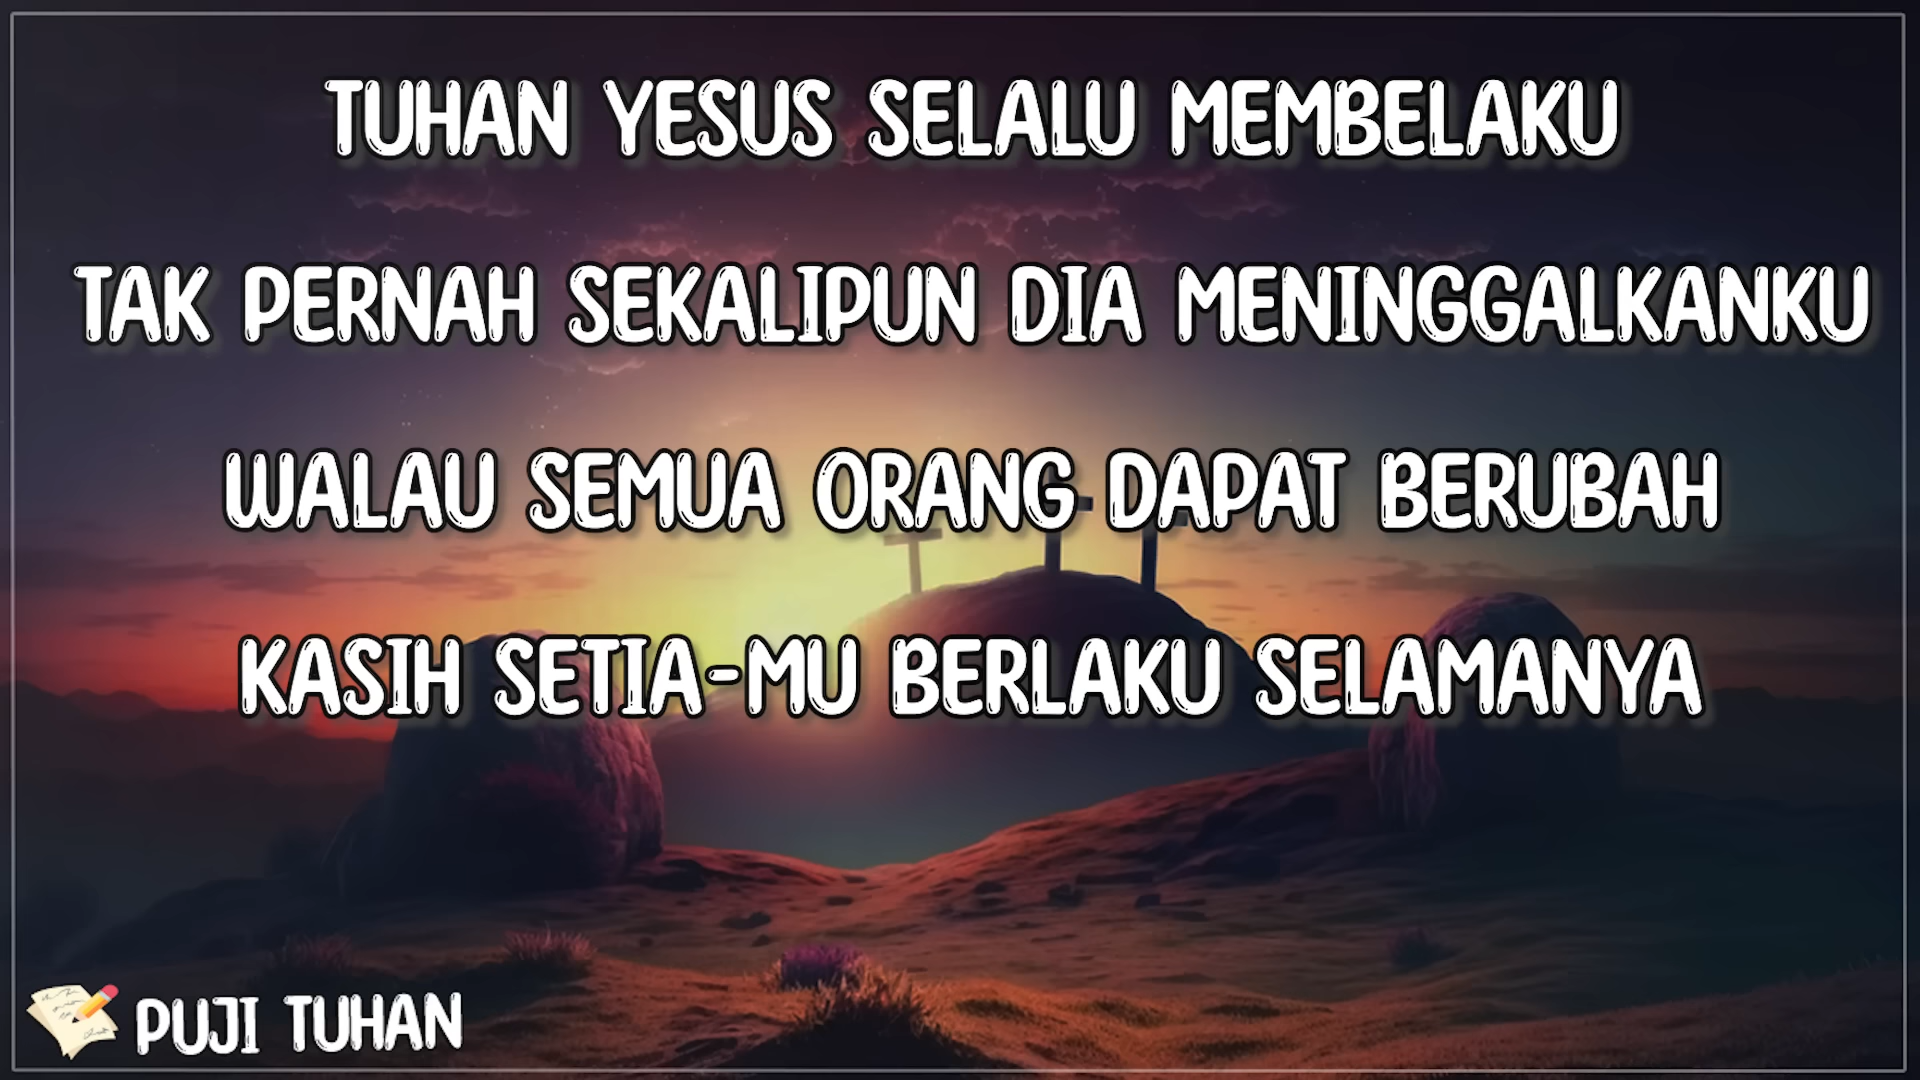 TUHAN YESUS SELALU MEMBELAKU
TAK PERNAH SEKALIPUN DIA MENINGGALKANKU
WALAU SEMUA ORANG DAPAT BERUBAH
KASIH SETIA-MU BERLAKU SELAMANYA
PUJI TUHAN